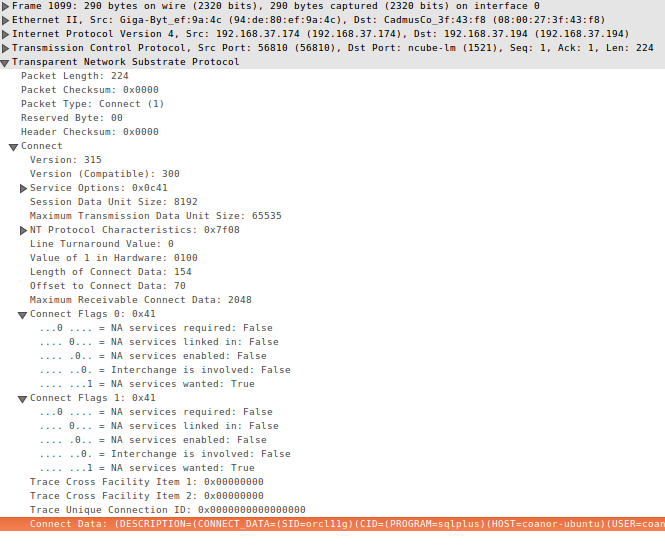 Frame 1099: 290 bytes on wire (2320 bits), 290 bytes captured (2320 bits) on interface 0
Ethernet II, Src: Giga-Byt_ef:9a:4c (94:de:80:ef:9a:4c), Dst: CadmusCo_3f:43:f8 (08:00:27:3f:43:f8)
Internet Protocol Version 4, Src: 192.168.37.174 (192.168.37.174), Dst: 192.168.37.194 (192.168.37.194)
Transmission Control Protocol, Src Port: 56810 (56810), Dst Port: ncube-lm (1521), Seq: 1, Ack: 1, Len: 224
Transparent Network Substrate Protocol
Packet Length: 224
Packet Checksum: 0x0000
Packet Type: Connect (1)
Reserved Byte: 00
Header Checksum: 0x0000
Connect
Version: 315
Version (Compatible): 300
Service Options: 0x0c41
Session Data Unit Size: 8192
Maximum Transmission Data Unit Size: 65535
NT Protocol Characteristics: 0x7f08
Line Turnaround Value: 0
Value of 1 in Hardware: 0100
Length of Connect Data: 154
Offset to Connect Data: 70
Maximum Receivable Connect Data: 2048
Connect Flags 0: 0x41
...0 .... = NA services required: False
.... 0... = NA services linked in: False
.... .0.. = NA services enabled: False
.... ..0. = Interchange is involved: False
.... ...1 = NA services wanted: True
Connect Flags 1: 0x41
...0 .... = NA services required: False
.... 0... = NA services linked in: False
.... .0.. = NA services enabled: False
.... ..0. = Interchange is involved: False
.... ...1 = NA services wanted: True
Trace Cross Facility Item 1: 0x00000000
Trace Cross Facility Item 2: 0x00000000
Trace Unique Connection ID: 0x0000000000000000
Connect Data: (DESCRIPTION=(CONNECT_DATA=(SID=orcl11g)(CID=(PROGRAM=sqlplus)(HOST=coanor-ubuntu)(USER=coan